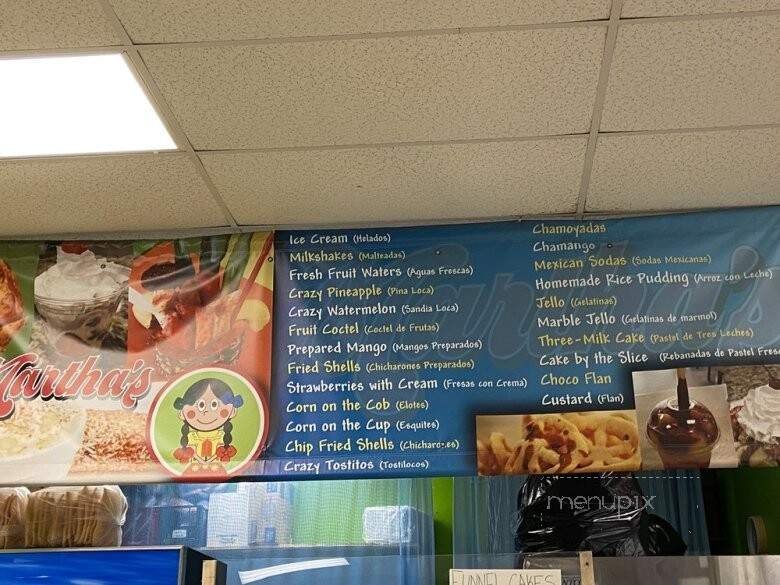 Martha's
Ice Cream (Helados)
Milkshakes (Malteadas)
Fresh Fruit Waters (Aguas Frescas)
Crazy Pineapple (Pina Loca)
Crazy Watermelon (Sandia Loca)
Fruit Coctel (Coctel de Frutas)
Prepared Mango (Mangos Preparados)
Fried Shells (Chicharones Preparados)
Strawberries with Cream (Fresas con Crema)
Corn on the Cob (Elotes)
Corn on the Cup (Esquites)
Chip Fried Shells (Chicharones)
Crazy Tostitos (Tostilocos)
Chamoyadas
Chamango
Mexican Sodas (Sodas Mexicanas)
Homemade Rice Pudding (Arroz con Leche)
Jello (Gelatinas)
Marble Jello (Gelatinas de marmol)
Three-Milk Cake (Pastel de Tres Leches)
Cake by the Slice (Rebanadas de Pastel Fres
Choco Flan
Custard (Flan)
menupix
FUNNEL CAKES